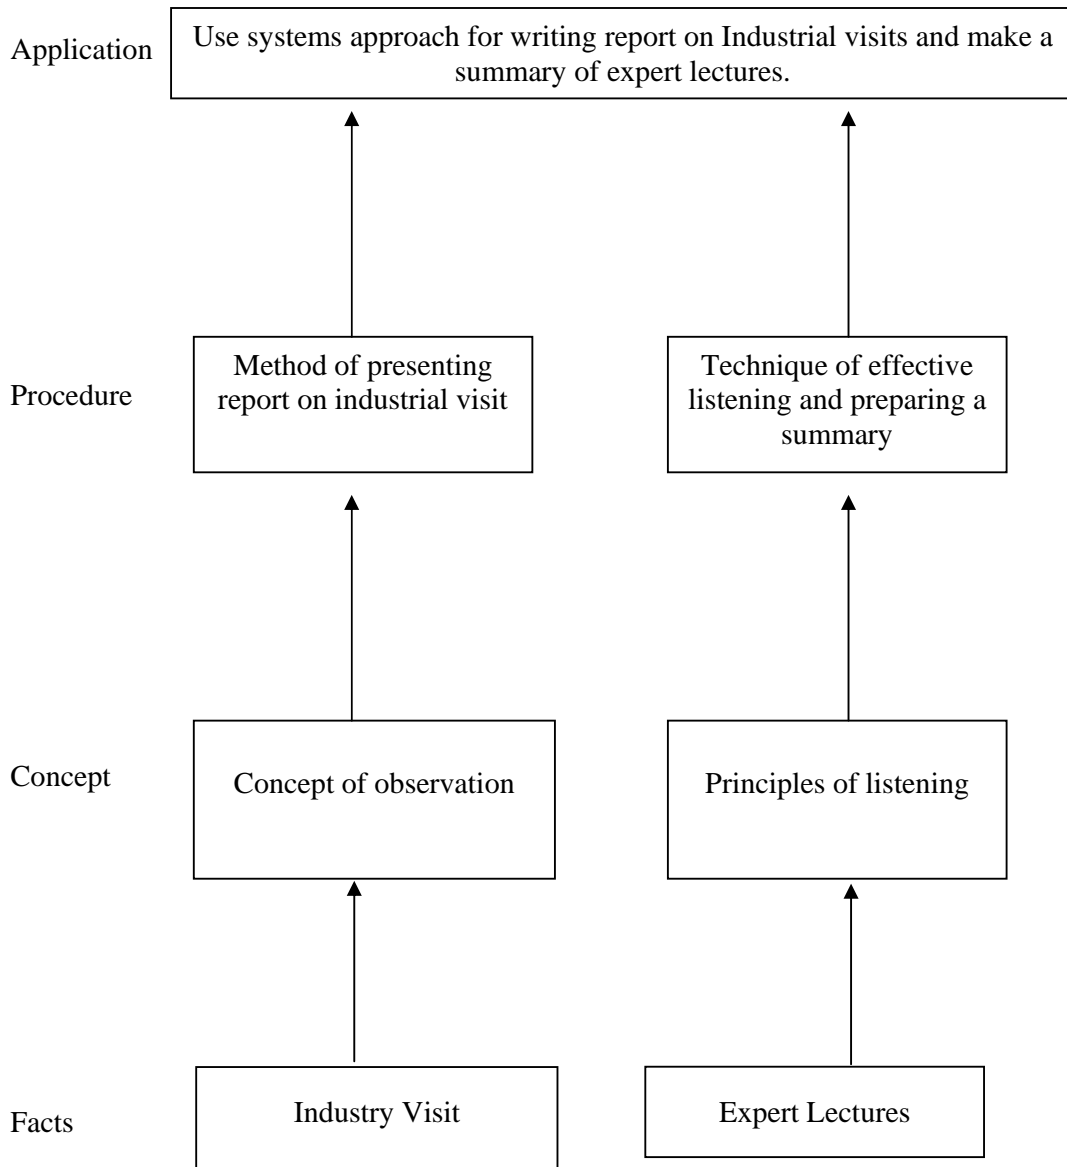 Application
Use systems approach for writing report on Industrial visits and make a
summary of expert lectures.
Procedure
Method of presenting
report on industrial visit
Technique of effective
listening and preparing a
summary
Concept
Concept of observation
Principles of listening
Facts
Industry Visit
Expert Lectures